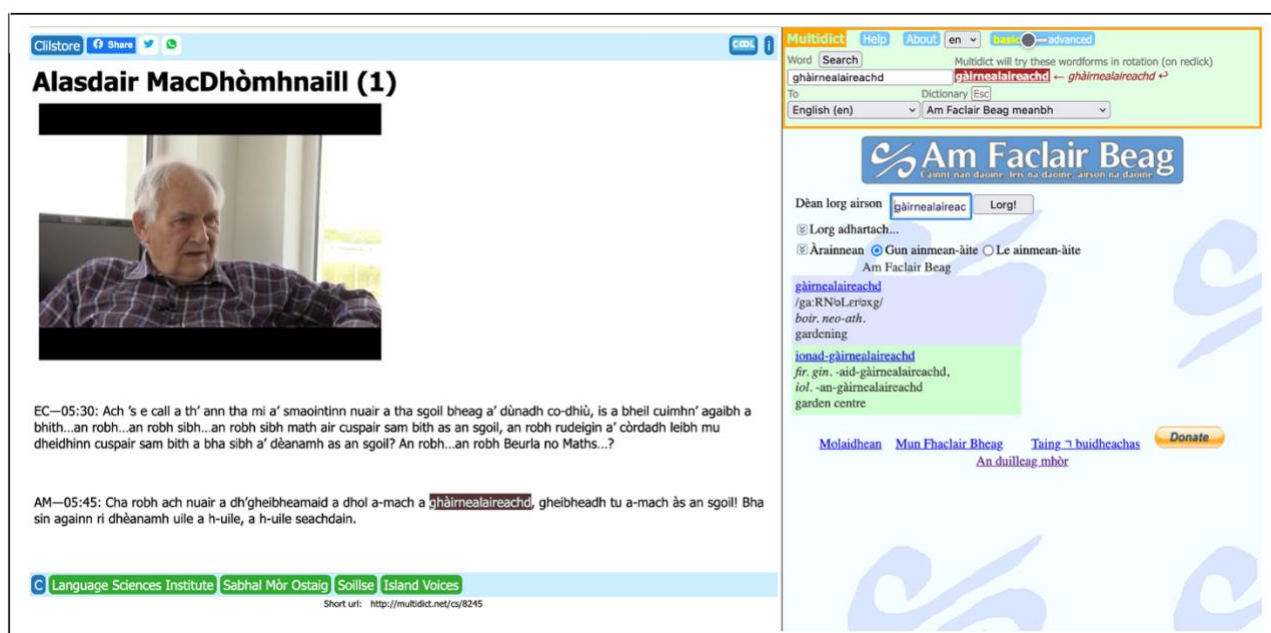 Clilstore Share COOL i
Alasdair MacDhòmhnaill (1)
EC—05:30: Ach 's e call a th' ann tha mi a' smaointinn nuair a tha sgoil bheag a' dùnadh co-dhiù, is a bheil cuimhn' agaibh a
bhith...an robh...an robh sibh...an robh sibh math air cuspair sam bith as an sgoil, an robh rudeigin a' còrdadh leibh mu
dheidhinn cuspair sam bith a bha sibh a' dèanamh as an sgoil? An robh...an robh Beurla no Maths...?
AM—05:45: Cha robh ach nuair a dh'gheibheamaid a dhol a-mach a ghàirnealaireachd, gheibheadh tu a-mach às an sgoil! Bha
sin againn ri dhèanamh uile a h-uile, a h-uile seachdain.
C Language Sciences Institute Sabhal Mòr Ostaig Soillse Island Voices
Short url: http://multidict.net/cs/8245
Multidict Help About en basic advanced
Word Search Multidict will try these wordforms in rotation (on reclick)
ghàirnealaireachd gàirnealaireachd ← ghàirnealaireachd ↩
To Dictionary Esc
English (en) Am Faclair Beag meanbh
Am Faclair Beag
Cainnt nan daoine, leis na daoine, airson na daoine
Dèan lorg airson gàirnealaireac Lorg!
Lorg adhartach...
Àrainnean Gun ainmean-àite Le ainmean-àite
Am Faclair Beag
gàirnealaireachd
boir. neo-ath.
gardening
ionad-gàirnealaireachd
fir. gin. -aid-gàirnealaireachd,
iol. -an-gàirnealaireachd
garden centre
Molaidhean Mun Fhaclair Bheag Taing ⁊ buidheachas Donate
An duilleag mhòr